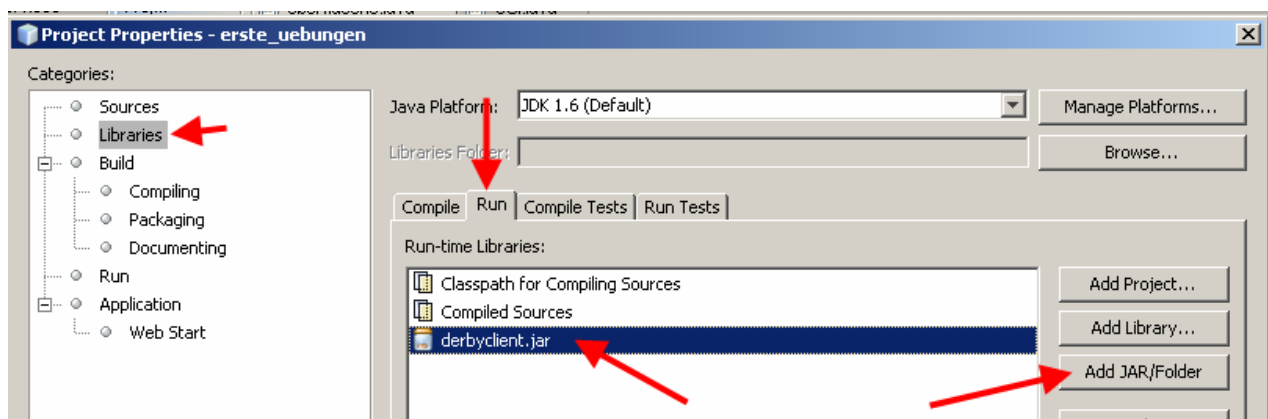 Project Properties - erste_uebungen
Categories:
Sources
Libraries
Build
Compiling
Packaging
Documenting
Run
Application
Web Start
Java Platform: JDK 1.6 (Default) Manage Platforms...
Libraries Folder: Browse...
Compile Run Compile Tests Run Tests
Run-time Libraries:
Classpath for Compiling Sources
Compiled Sources
derbyclient.jar
Add Project...
Add Library...
Add JAR/Folder